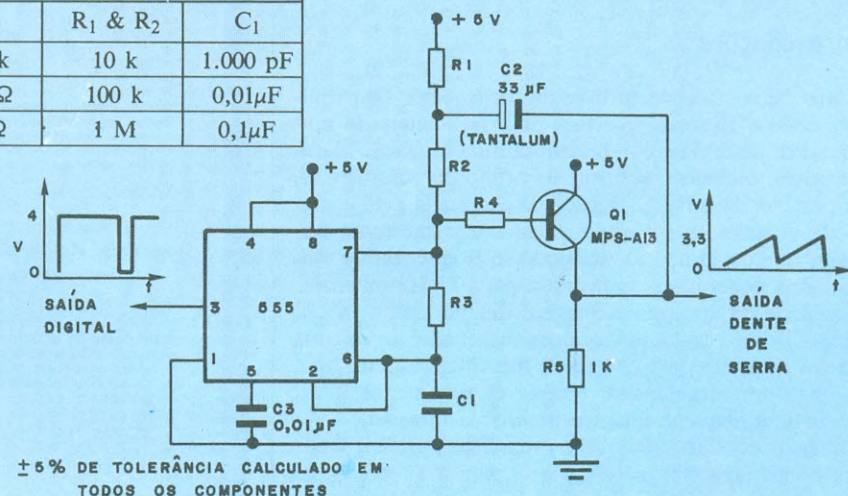 R₁ & R₂ C₁
k 10 k 1.000 pF
Ω 100 k 0,01µF
Ω 1 M 0,1µF
+ 5 V
R1
C2
33 µF
(TANTALUM)
R2
+ 5 V
+ 5 V
R4
Q1
MPS-A13
4
V
0
t
SAÍDA
DIGITAL
4 8
7
3 555
1 6
5 2
R3
C3
0,01µF
C1
R5 1K
V
3,3
0
t
SAÍDA
DENTE
DE
SERRA
±5% DE TOLERÂNCIA CALCULADO EM
TODOS OS COMPONENTES